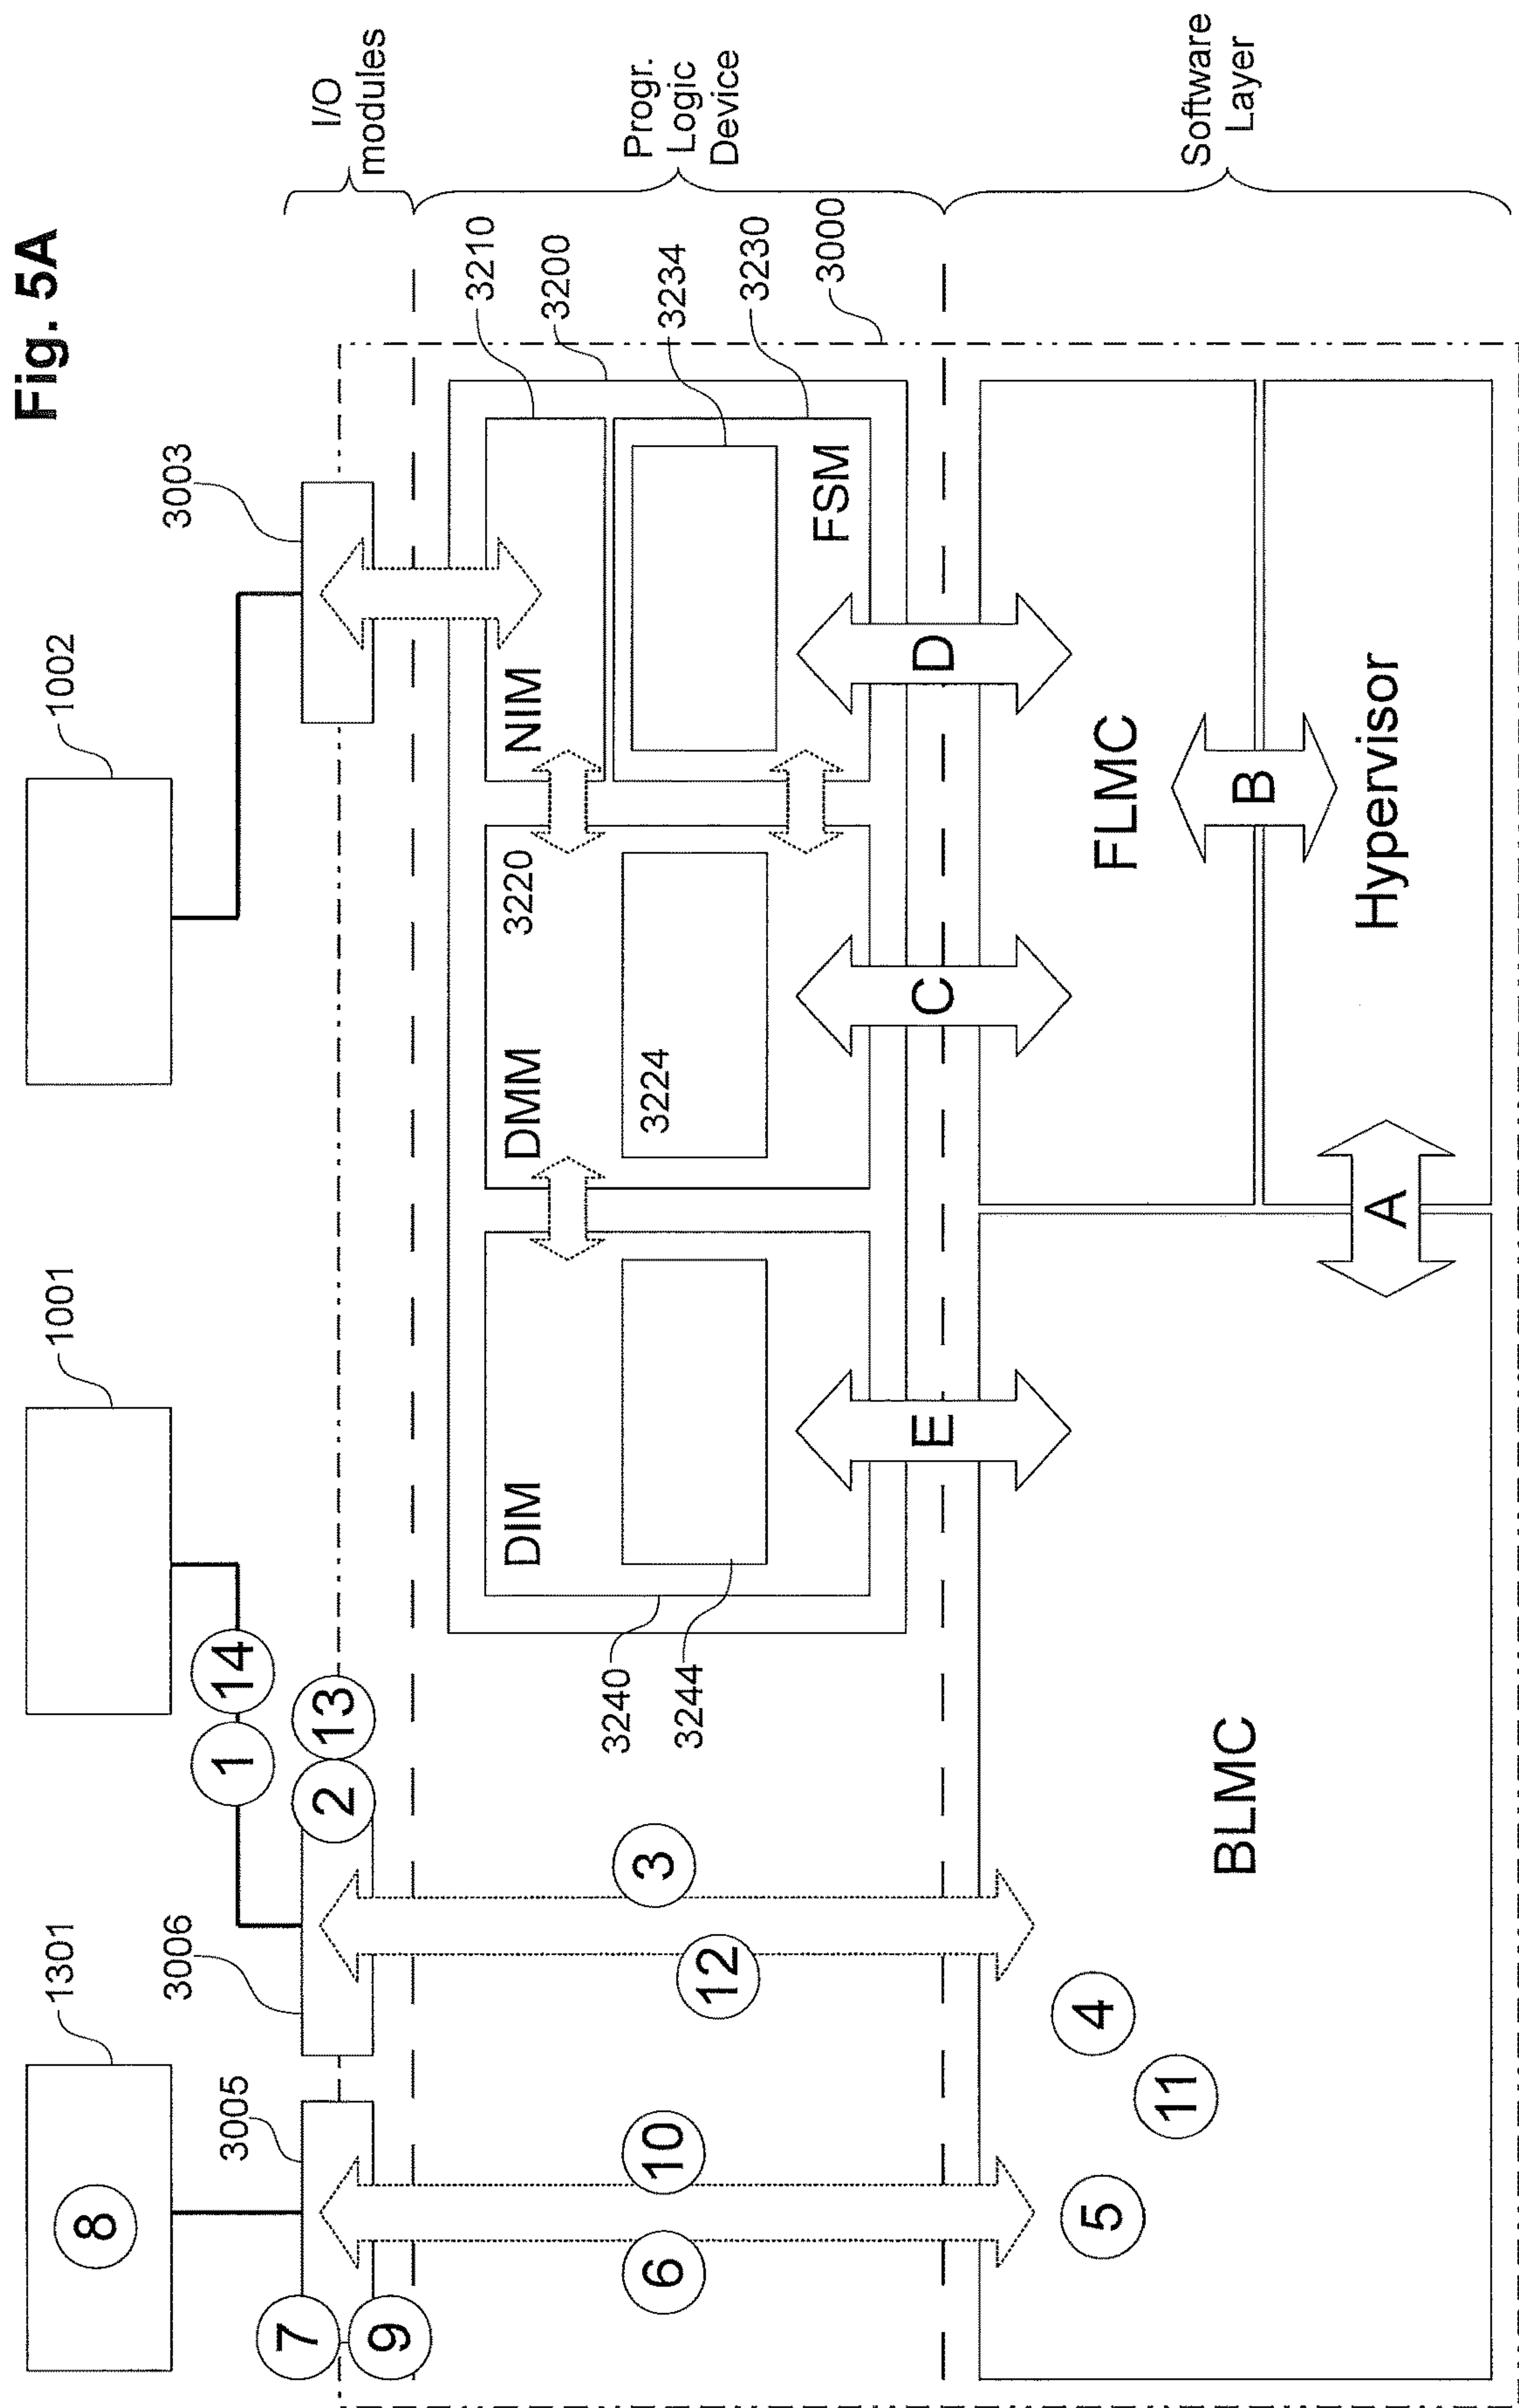 Fig. 5A
1301
1001
1002
8
1
14
3005
3006
3003
7
9
2
13
I/O
modules
3210
3200
3234
3230
3000
DIM
DMM
3220
NIM
3224
FSM
3240
3244
6
10
12
3
Progr.
Logic
Device
E
C
D
5
4
11
BLMC
FLMC
B
A
Hypervisor
Software
Layer